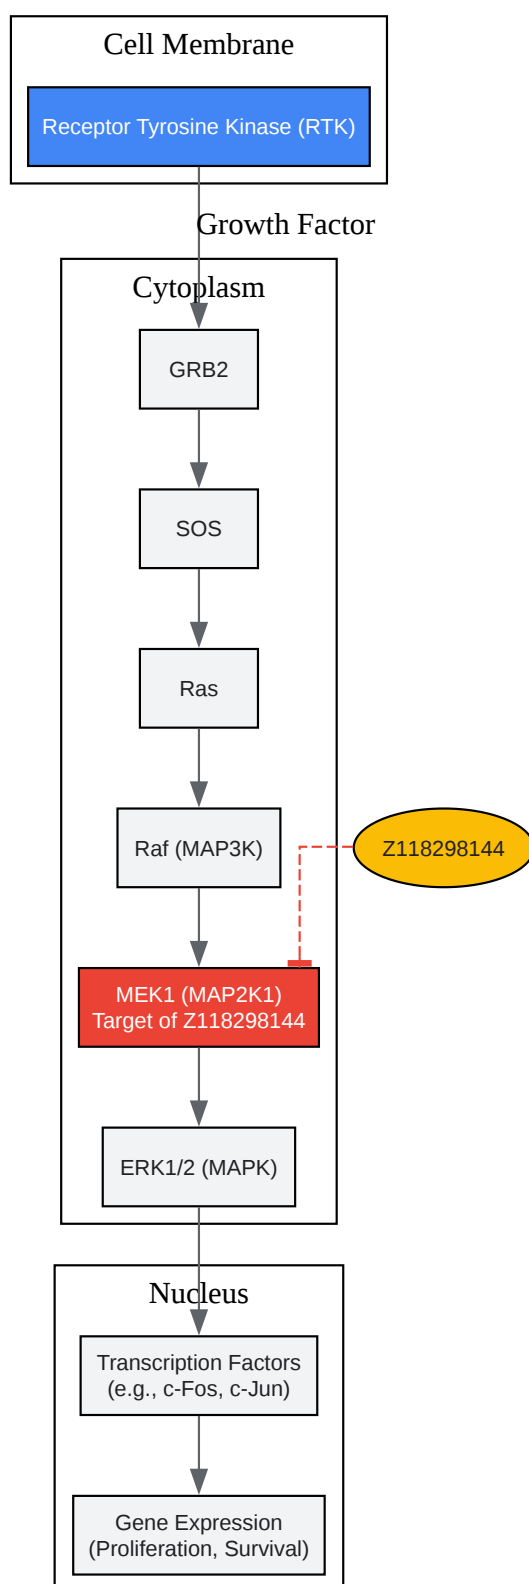 Cell Membrane
Receptor Tyrosine Kinase (RTK)
Growth Factor
Cytoplasm
GRB2
SOS
Ras
Raf (MAP3K)
Z118298144
MEK1 (MAP2K1)
Target of Z118298144
ERK1/2 (MAPK)
Nucleus
Transcription Factors
(e.g., c-Fos, c-Jun)
Gene Expression
(Proliferation, Survival)